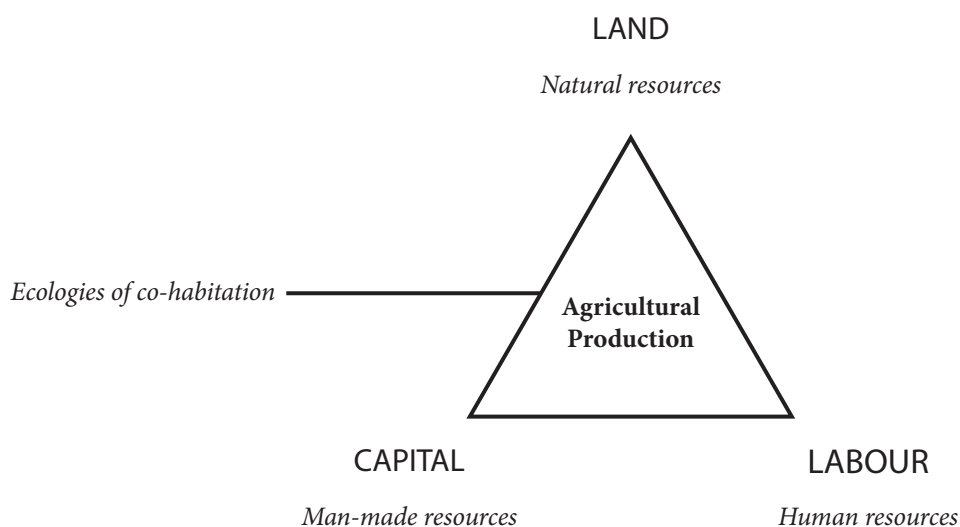 LAND
Natural resources
Ecologies of co-habitation
Agricultural
Production
CAPITAL
LABOUR
Man-made resources
Human resources